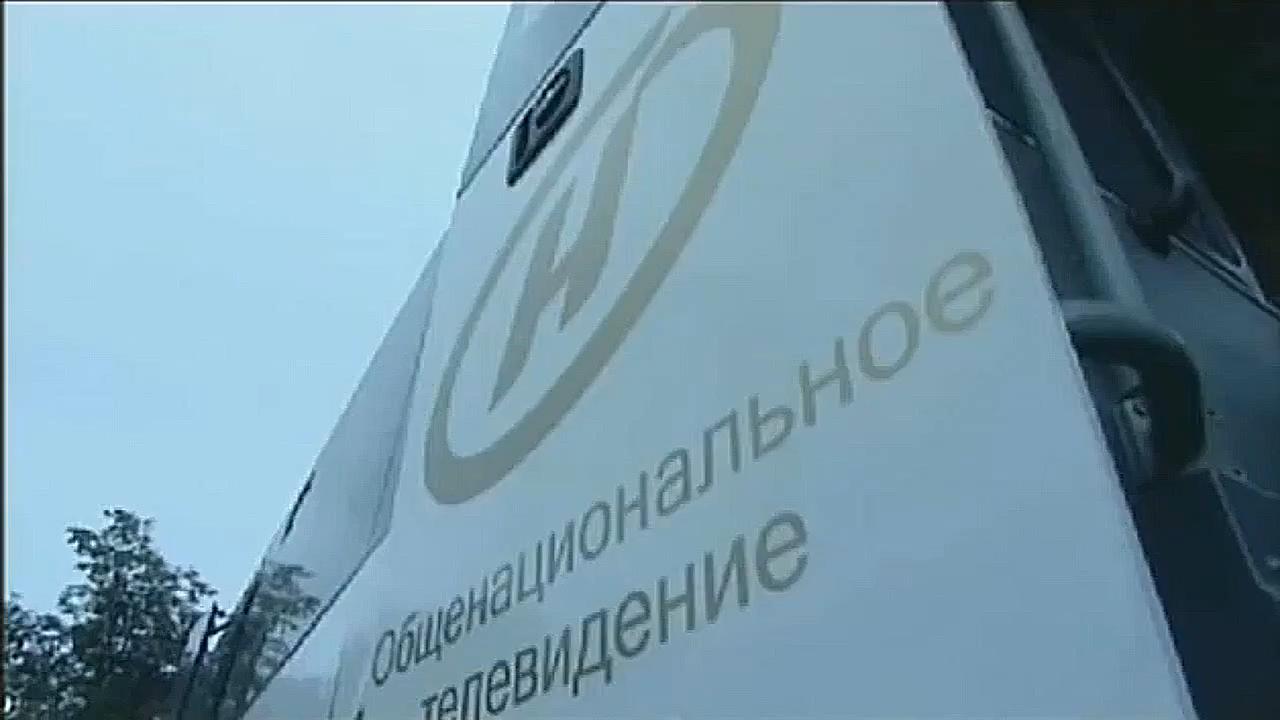 Н
Общенациональное
телевидение